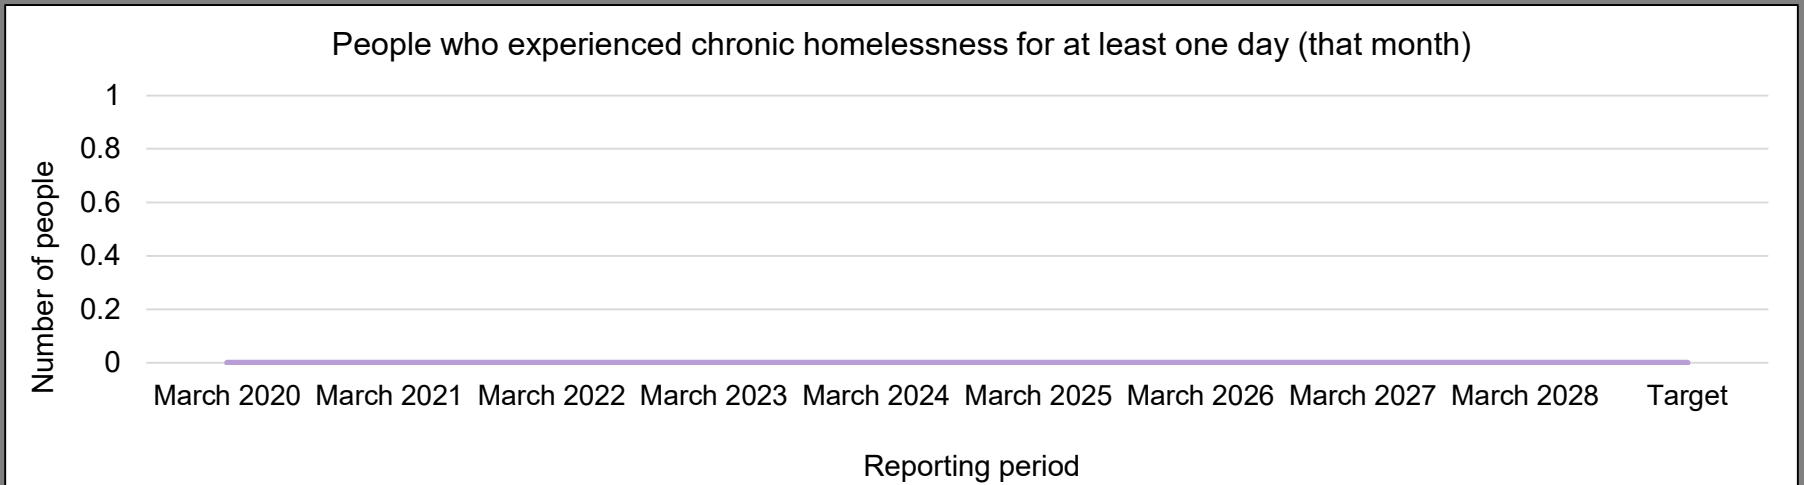 People who experienced chronic homelessness for at least one day (that month)
Number of people
1
0.8
0.6
0.4
0.2
0
March 2020 March 2021 March 2022 March 2023 March 2024 March 2025 March 2026 March 2027 March 2028 Target
Reporting period